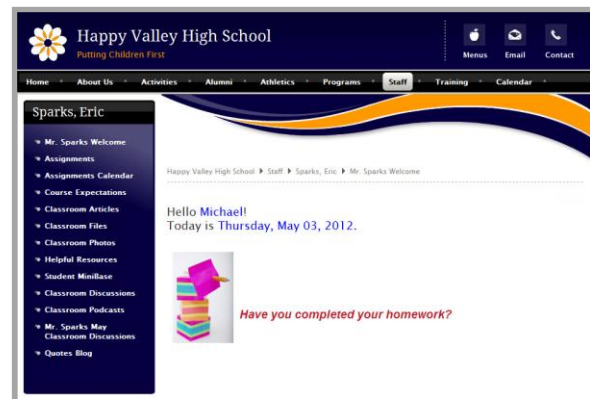 Happy Valley High School
Putting Children First
Menus
Email
Contact
Home
About Us
Activities
Alumni
Athletics
Programs
Staff
Training
Calendar
Sparks, Eric
Mr. Sparks Welcome
Assignments
Assignments Calendar
Course Expectations
Classroom Articles
Classroom Files
Classroom Photos
Helpful Resources
Student MiniBase
Classroom Discussions
Classroom Podcasts
Mr. Sparks May
Classroom Discussions
Quotes Blog
Happy Valley High School Staff Sparks, Eric Mr. Sparks Welcome
Hello Michael!
Today is Thursday, May 03, 2012.
Have you completed your homework?